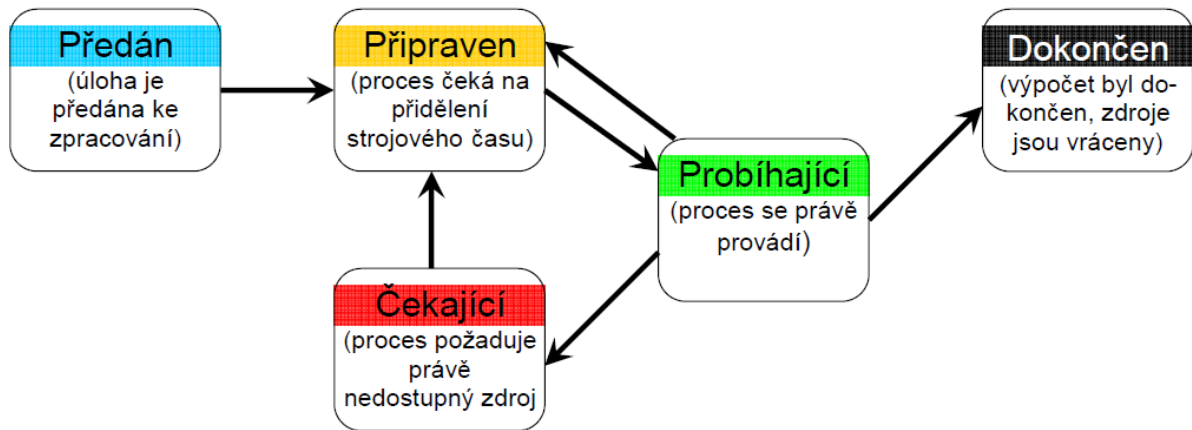 Předán
(úloha je
předána ke
zpracování)
Připraven
(proces čeká na
přidělení
strojového času)
Probíhající
(proces se právě
provádí)
Dokončen
(výpočet byl do-
končen, zdroje
jsou vráceny)
Čekající
(proces požaduje
právě
nedostupný zdroj